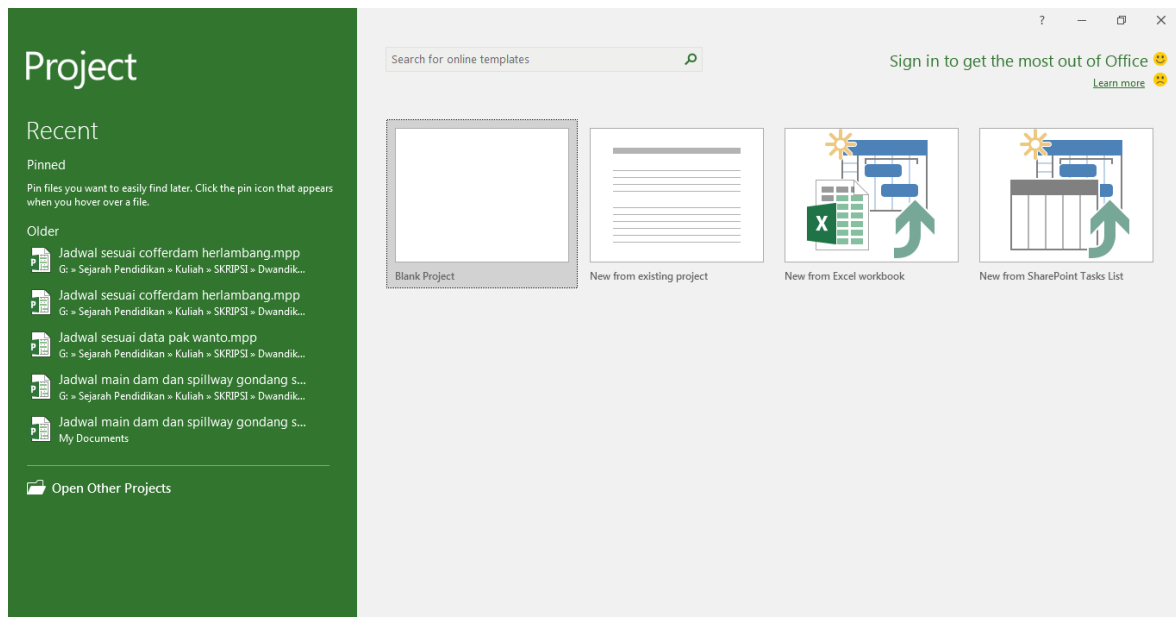 Project
Recent
Pinned
Pin files you want to easily find later. Click the pin icon that appears
when you hover over a file.
Older
Jadwal sesuai cofferdam herlambang.mpp
G: » Sejarah Pendidikan » Kuliah » SKRIPSI » Dwandik...
Jadwal sesuai cofferdam herlambang.mpp
G: » Sejarah Pendidikan » Kuliah » SKRIPSI » Dwandik...
Jadwal sesuai data pak wanto.mpp
G: » Sejarah Pendidikan » Kuliah » SKRIPSI » Dwandik...
Jadwal main dam dan spillway gondang s...
G: » Sejarah Pendidikan » Kuliah » SKRIPSI » Dwandik...
Jadwal main dam dan spillway gondang s...
My Documents
Open Other Projects
?
Search for online templates
Sign in to get the most out of Office
Learn more
Blank Project
New from existing project
New from Excel workbook
New from SharePoint Tasks List